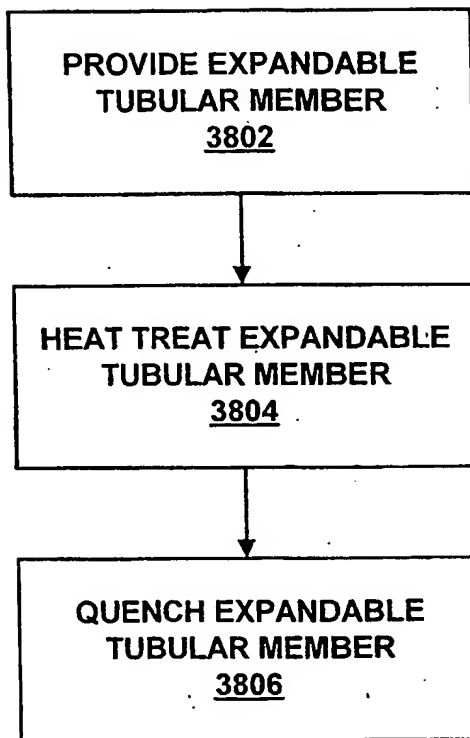 PROVIDE EXPANDABLE
TUBULAR MEMBER
3802
HEAT TREAT EXPANDABLE
TUBULAR MEMBER
3804
QUENCH EXPANDABLE
TUBULAR MEMBER
3806